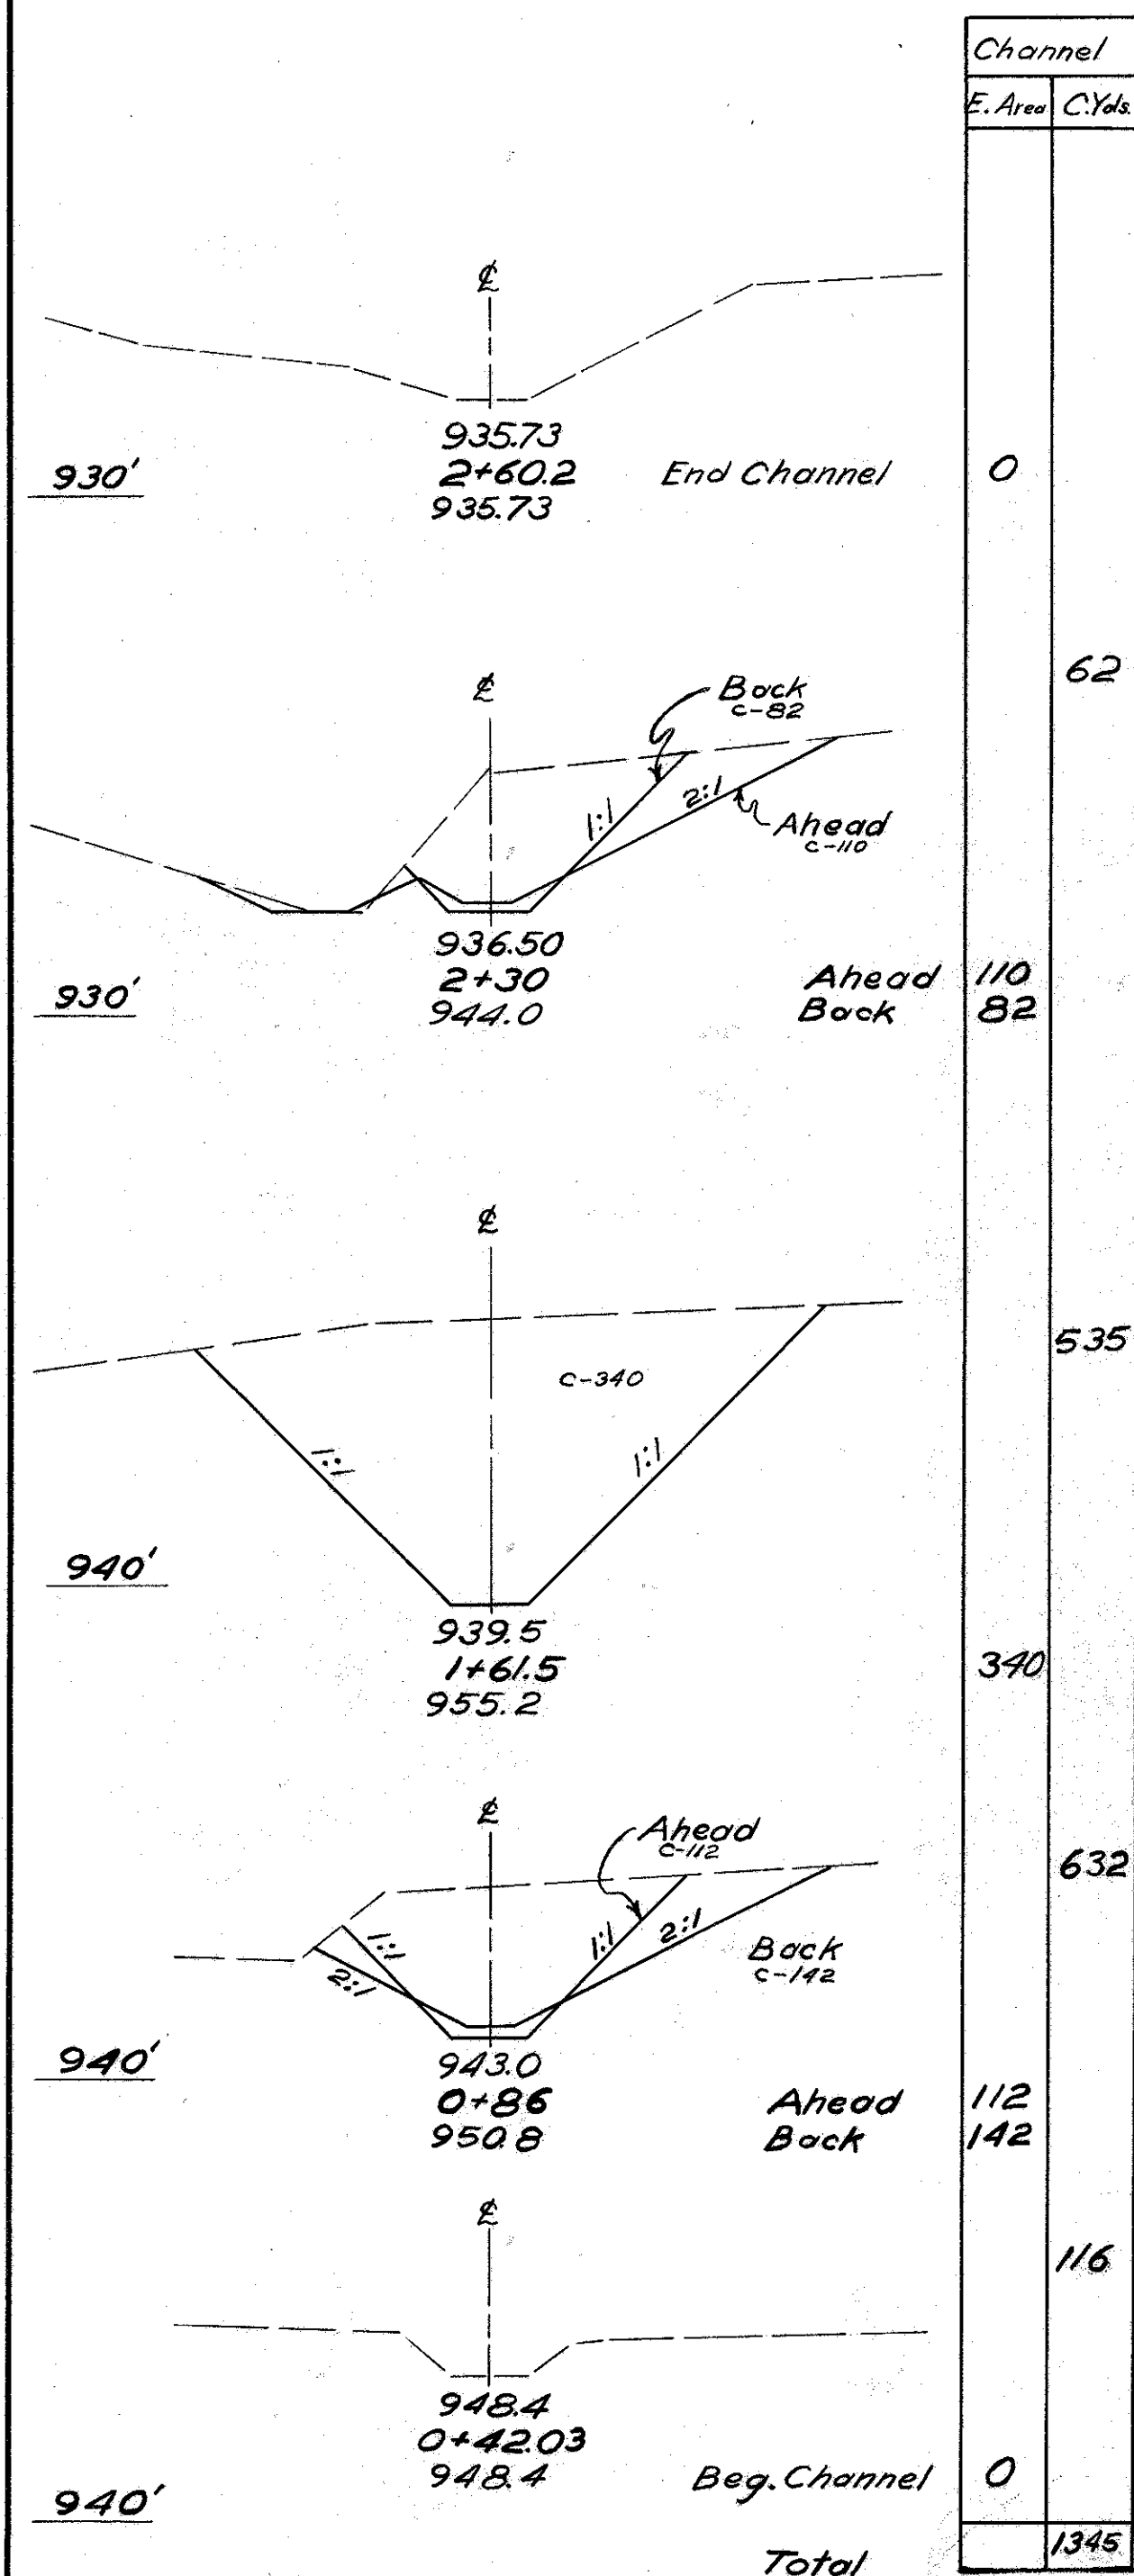 Channel
E. Area C.Yds.
℄
935.73
930' 2+60.2 End Channel 0
935.73
62
℄
Back
C-82
1:1
2:1
Ahead
C-110
936.50
930' 2+30 Ahead 110
944.0 Back 82
℄
535
C-340
1:1
1:1
940'
939.5
1+61.5 340
955.2
℄
Ahead
C-112
632
1:1
2:1
1:1
2:1
Back
C-142
940' 943.0
0+86 Ahead 112
950.8 Back 142
℄
116
948.4
0+42.03
948.4 Beg. Channel 0
940'
Total 1345